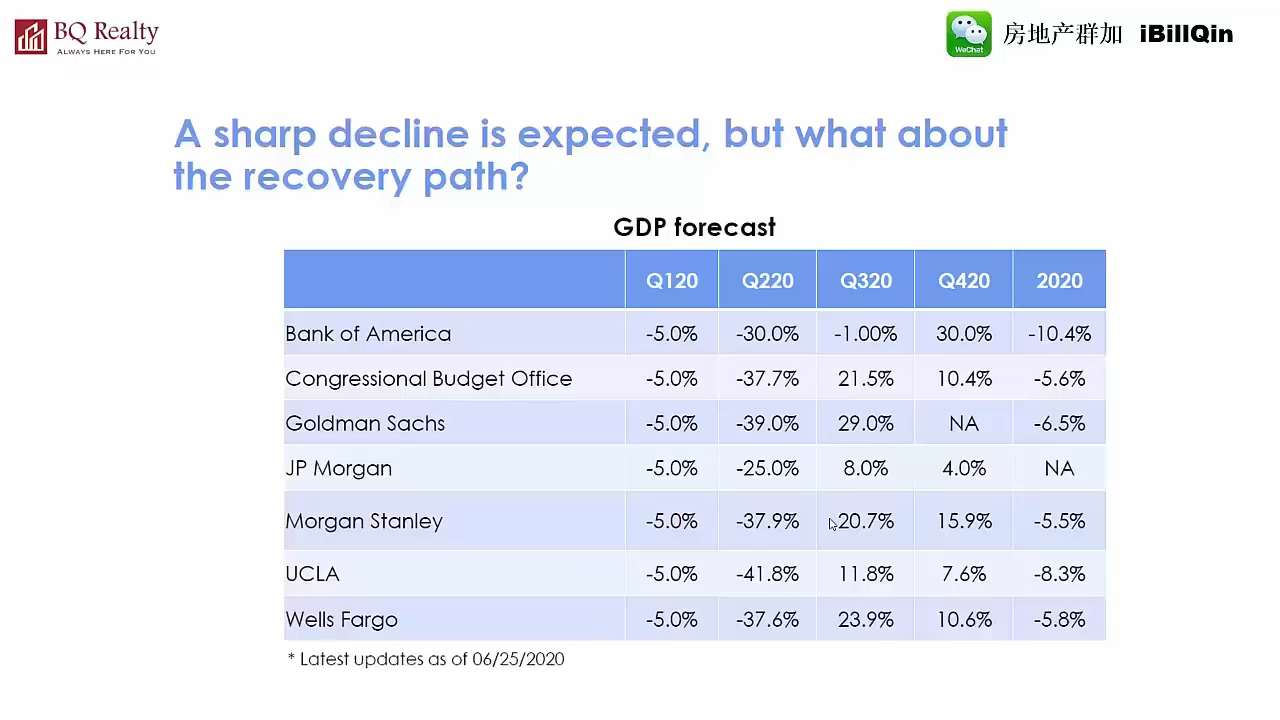 BQ Realty
ALWAYS HERE FOR YOU
WeChat
房地产群加 iBillQin
A sharp decline is expected, but what about
the recovery path?
GDP forecast
Q120 Q220 Q320 Q420 2020
Bank of America -5.0% -30.0% -1.00% 30.0% -10.4%
Congressional Budget Office -5.0% -37.7% 21.5% 10.4% -5.6%
Goldman Sachs -5.0% -39.0% 29.0% NA -6.5%
JP Morgan -5.0% -25.0% 8.0% 4.0% NA
Morgan Stanley -5.0% -37.9% 20.7% 15.9% -5.5%
UCLA -5.0% -41.8% 11.8% 7.6% -8.3%
Wells Fargo -5.0% -37.6% 23.9% 10.6% -5.8%
* Latest updates as of 06/25/2020